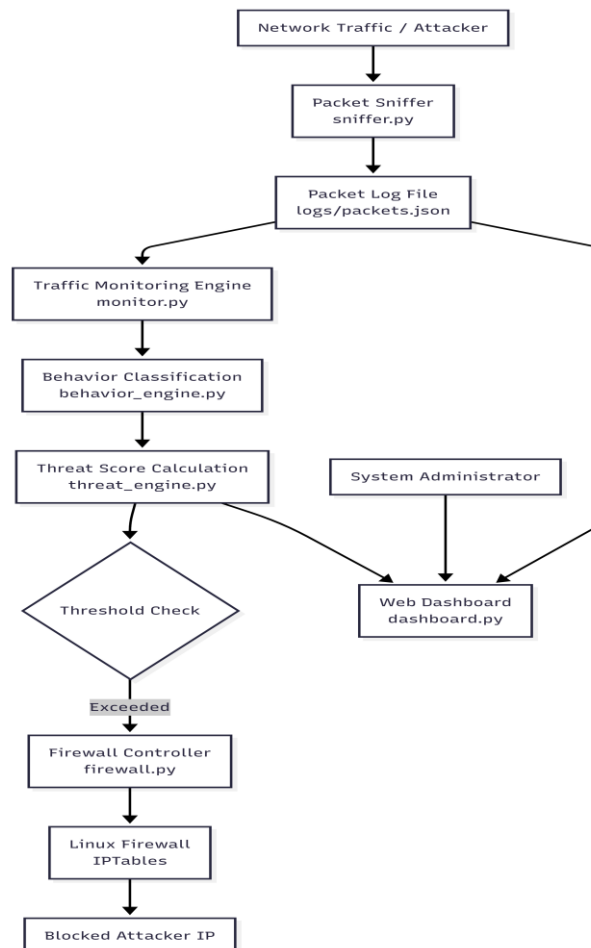 Network Traffic / Attacker
Packet Sniffer
sniffer.py
Packet Log File
logs/packets.json
Traffic Monitoring Engine
monitor.py
Behavior Classification
behavior_engine.py
Threat Score Calculation
threat_engine.py
System Administrator
Threshold Check
Web Dashboard
dashboard.py
Exceeded
Firewall Controller
firewall.py
Linux Firewall
IPTables
Blocked Attacker IP